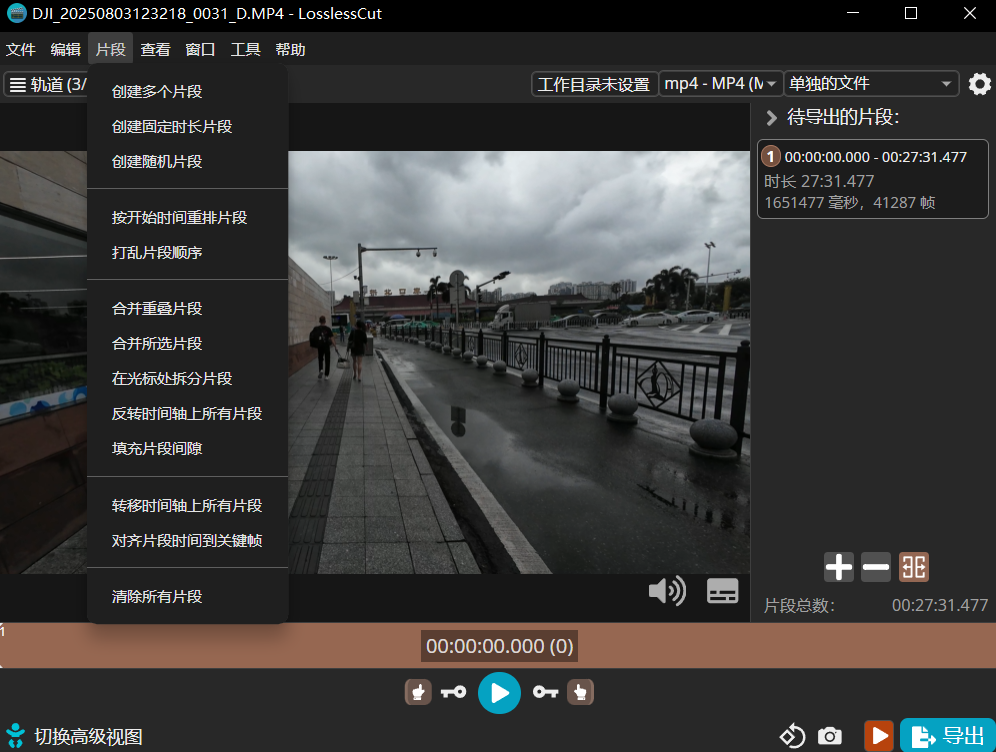 DJI_20250803123218_0031_D.MP4 - LosslessCut
文件 编辑 片段 查看 窗口 工具 帮助
轨道 (3/ 工作目录未设置 mp4 - MP4 (M 单独的文件
创建多个片段
创建固定时长片段
创建随机片段
按开始时间重排片段
打乱片段顺序
合并重叠片段
合并所选片段
在光标处拆分片段
反转时间轴上所有片段
填充片段间隙
转移时间轴上所有片段
对齐片段时间到关键帧
清除所有片段
待导出的片段:
1 00:00:00.000 - 00:27:31.477
时长 27:31.477
1651477 毫秒，41287 帧
片段总数: 00:27:31.477
1
00:00:00.000 (0)
切换高级视图
导出